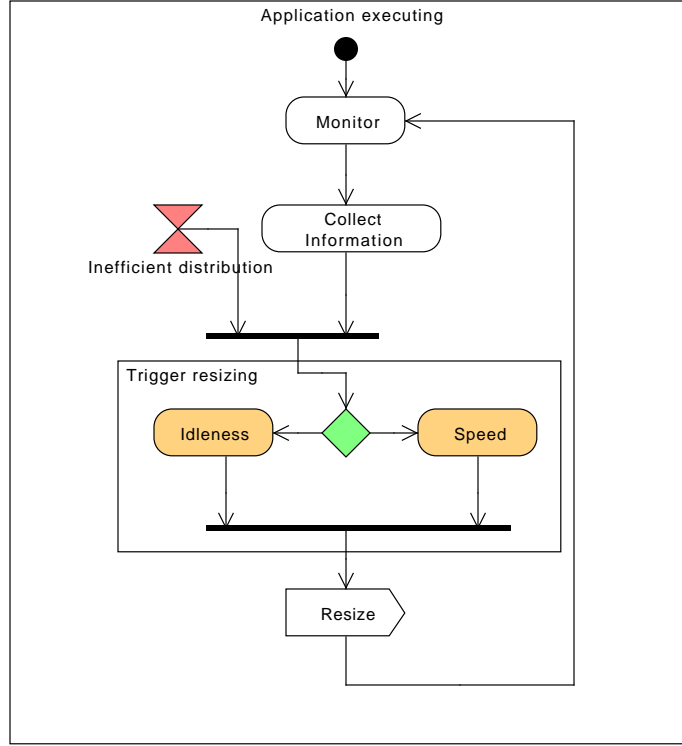 Application executing
Monitor
Collect
Information
Inefficient distribution
Trigger resizing
Idleness
Speed
Resize